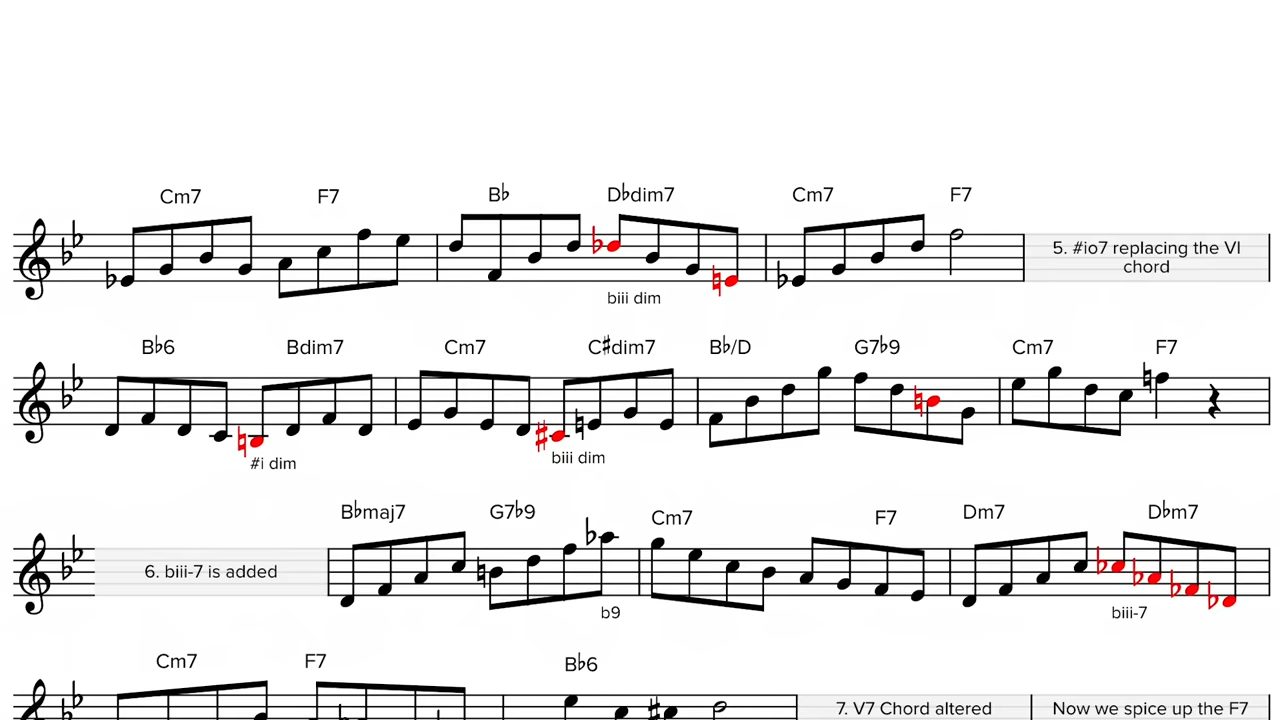 Cm7 F7 B♭ D♭dim7 Cm7 F7
5. #io7 replacing the VI
chord
biii dim
B♭6 Bdim7 Cm7 C♯dim7 B♭/D G7♭9 Cm7 F7
#i dim biii dim
B♭maj7 G7♭9 Cm7 F7 Dm7 D♭m7
6. biii-7 is added
b9 biii-7
Cm7 F7 B♭6
7. V7 Chord altered Now we spice up the F7